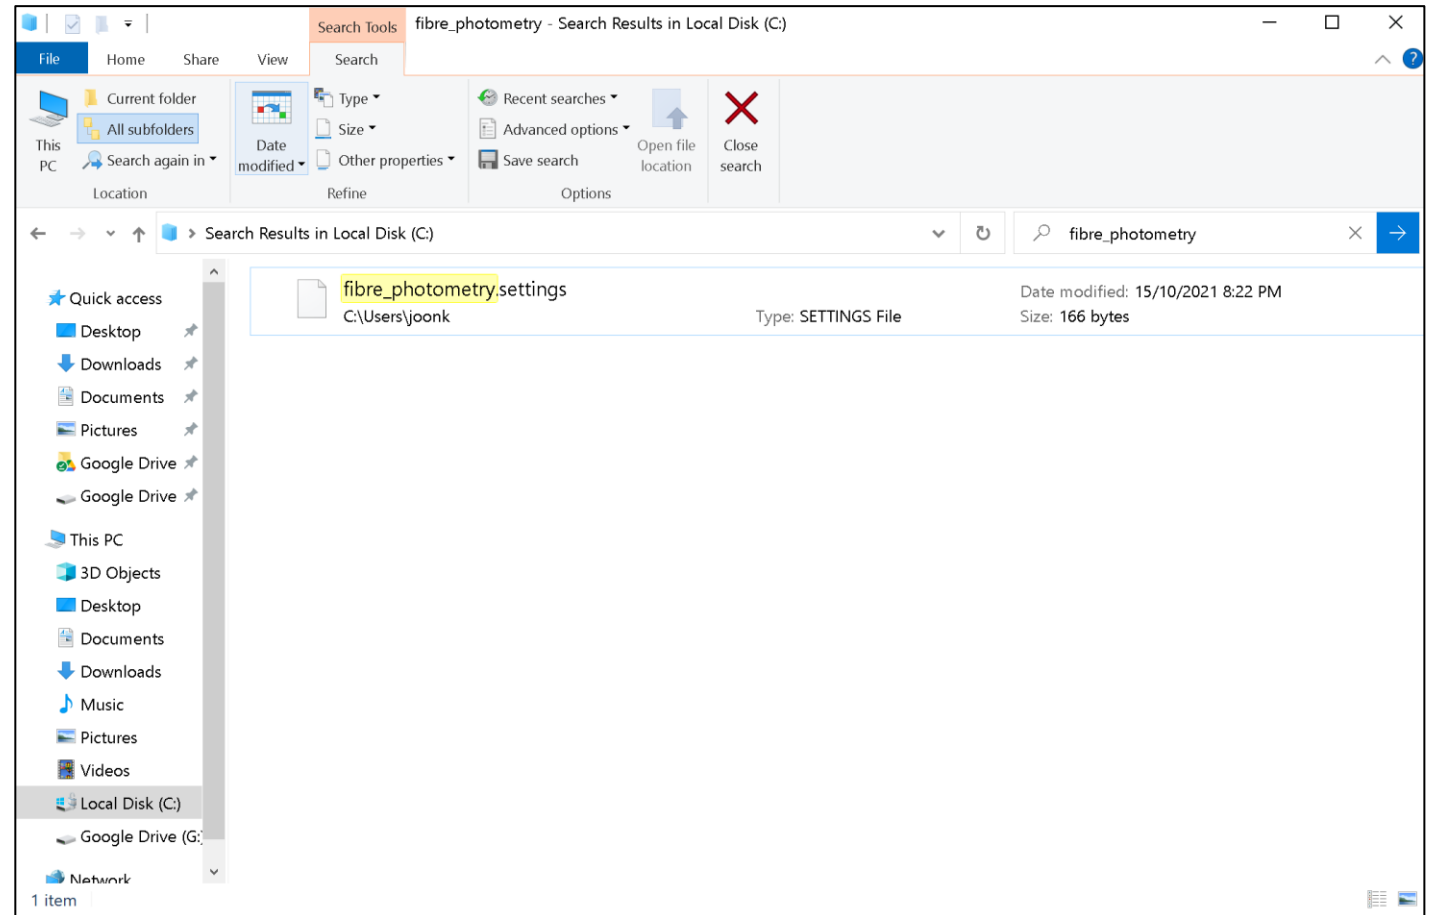 Search Tools fibre_photometry - Search Results in Local Disk (C:)
File Home Share View Search
This PC
Current folder
All subfolders
Search again in
Location
Date modified
Type
Size
Other properties
Refine
Recent searches
Advanced options
Save search
Open file location
Options
Close search
Search Results in Local Disk (C:)
fibre_photometry
fibre_photometry.settings
C:\Users\joonk
Type: SETTINGS File
Date modified: 15/10/2021 8:22 PM
Size: 166 bytes
Quick access
Desktop
Downloads
Documents
Pictures
Google Drive
Google Drive
This PC
3D Objects
Desktop
Documents
Downloads
Music
Pictures
Videos
Local Disk (C:)
Google Drive (G:)
Network
1 item